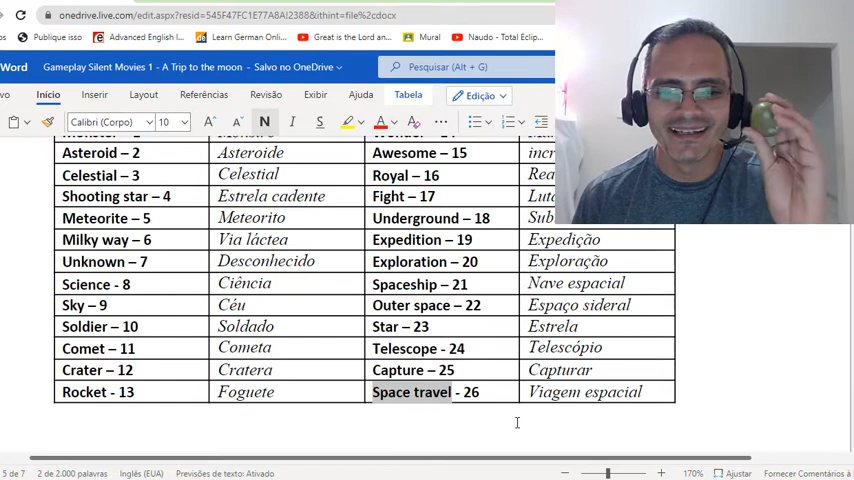 onedrive.live.com/edit.aspx?resid=545F47FC1E77A8A!2388&ithint=file%2cdocx
Publique isso Advanced English l... Learn German Onlin... Great is the Lord and... Mural Naudo - Total Eclip...
Word Gameplay Silent Movies 1 - A Trip to the moon - Salvo no OneDrive Pesquisar (Alt + G)
vo Início Inserir Layout Referências Revisão Exibir Ajuda Tabela Edição
Calibri (Corpo) 10 N I S A
Asteroid – 2 Asteroide Awesome – 15 incr
Celestial – 3 Celestial Royal – 16 Rea
Shooting star – 4 Estrela cadente Fight – 17 Luta
Meteorite – 5 Meteorito Underground – 18 Sub
Milky way – 6 Via láctea Expedition – 19 Expedição
Unknown – 7 Desconhecido Exploration – 20 Exploração
Science - 8 Ciência Spaceship – 21 Nave espacial
Sky – 9 Céu Outer space – 22 Espaço sideral
Soldier – 10 Soldado Star – 23 Estrela
Comet – 11 Cometa Telescope - 24 Telescópio
Crater – 12 Cratera Capture – 25 Capturar
Rocket - 13 Foguete Space travel - 26 Viagem espacial
5 de 7 2 de 2.000 palavras Inglês (EUA) Previsões de texto: Ativado 170% Ajustar Fornecer Comentários à